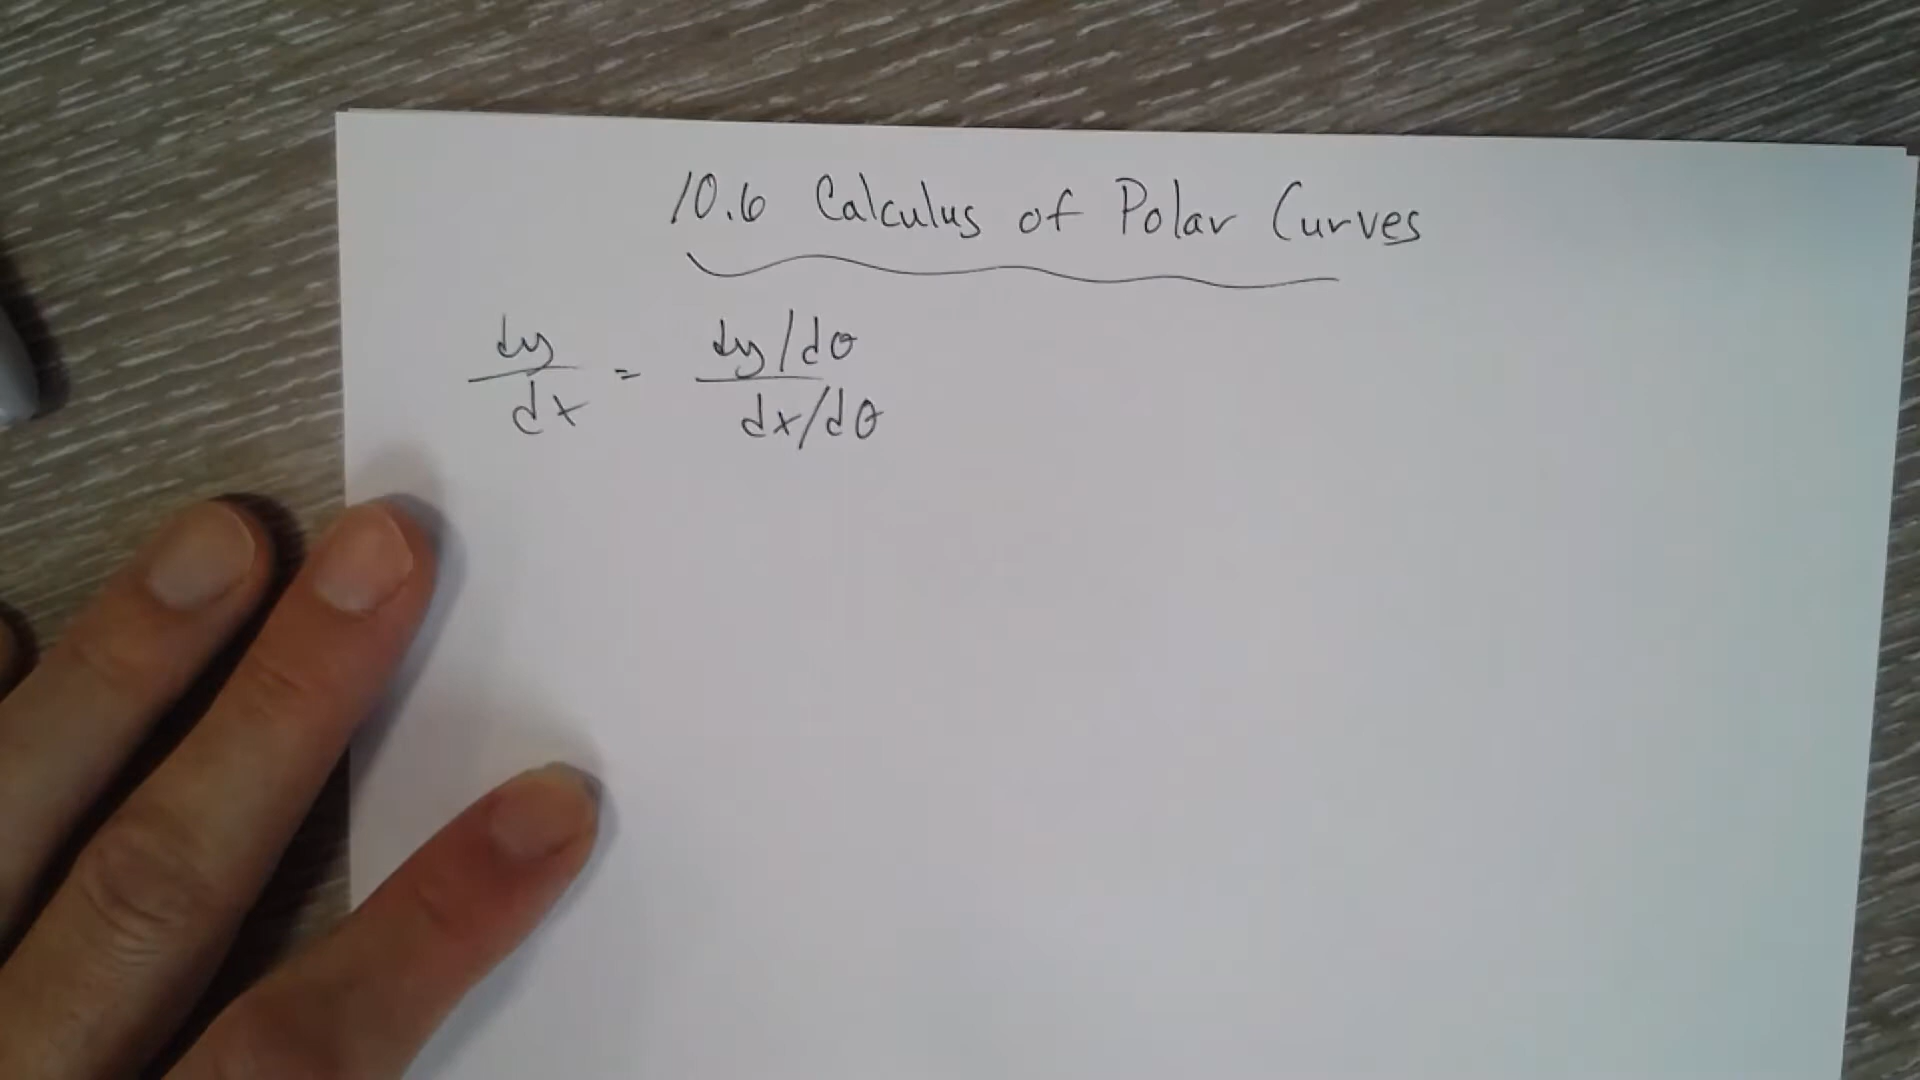 10.6 Calculus of Polar Curves
dy/dx = (dy/dθ)/(dx/dθ)